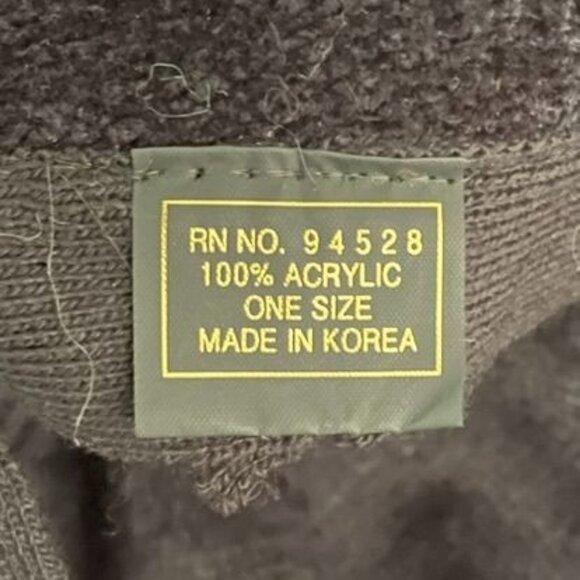 RN NO. 94528
100% ACRYLIC
ONE SIZE
MADE IN KOREA